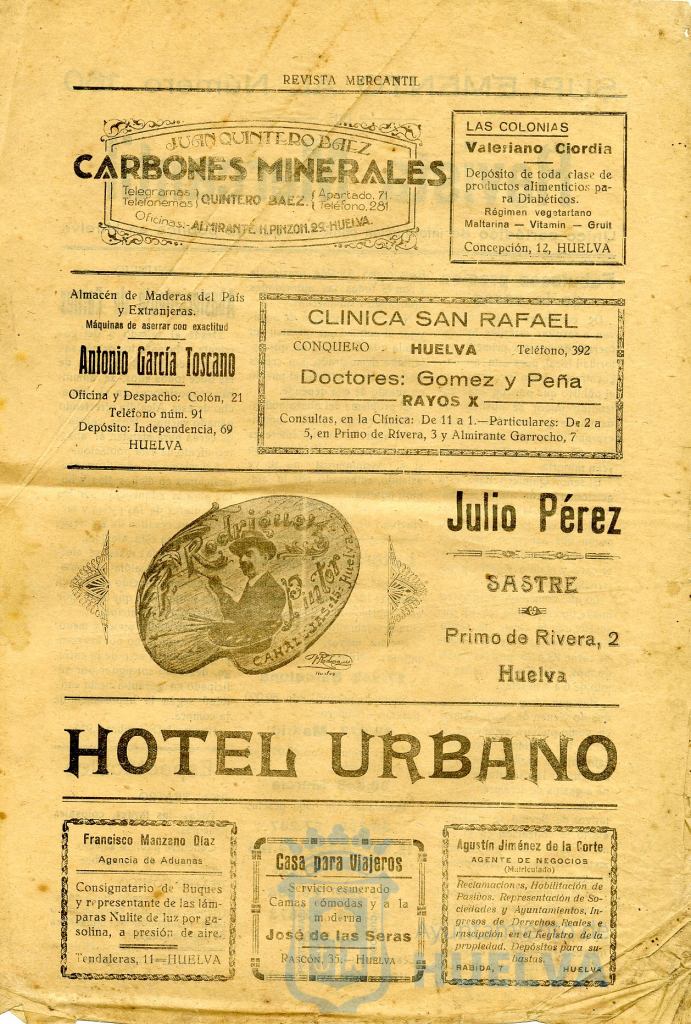 REVISTA MERCANTIL
JUAN QUINTERO BAEZ
CARBONES MINERALES
Telegramas } QUINTERO BAEZ. { Apartado, 71
Telefonemas } { Teléfono, 281
Oficinas: ALMIRANTE H. PINZON, 29. HUELVA.
LAS COLONIAS
Valeriano Ciordia
Depósito de toda clase de
productos alimenticios pa-
ra Diabéticos.
Régimen vegetariano
Maltarina — Vitamin — Gruit
Concepción, 12, HUELVA
Almacén de Maderas del País
y Extranjeras.
Máquinas de aserrar con exactitud
Antonio García Toscano
Oficina y Despacho: Colón, 21
Teléfono núm. 91
Depósito: Independencia, 69
HUELVA
CLINICA SAN RAFAEL
CONQUERO - HUELVA Teléfono, 392
Doctores: Gomez y Peña
RAYOS X
Consultas, en la Clínica: De 11 a 1.—Particulares: De 2 a
5, en Primo de Rivera, 3 y Almirante Garrocho, 7
Rodríguez
Pintor
CANALEJAS. 15. Huelva.
Julio Pérez
SASTRE
Primo de Rivera, 2
Huelva
HOTEL URBANO
Francisco Manzano Díaz
Agencia de Aduanas
Consignatario de Buques
y representante de las lám-
paras Nulite de luz por ga-
solina, a presión de aire.
Tendaleras, 11=HUELVA
Casa para Viajeros
Servicio esmerado
Camas cómodas y a la
moderna
José de las Seras
RASCÓN, 35.- HUELVA
Agustín Jiménez de la Corte
AGENTE DE NEGOCIOS
(Matriculado)
Reclamaciones, Habilitación de
Pasivos. Representación de So-
ciedades y Ayuntamientos, In-
gresos de Derechos Reales e
inscripción en el Registro de la
propiedad. Depósitos para su-
bastas.
RABIDA, 7 HUELVA
HUELVA